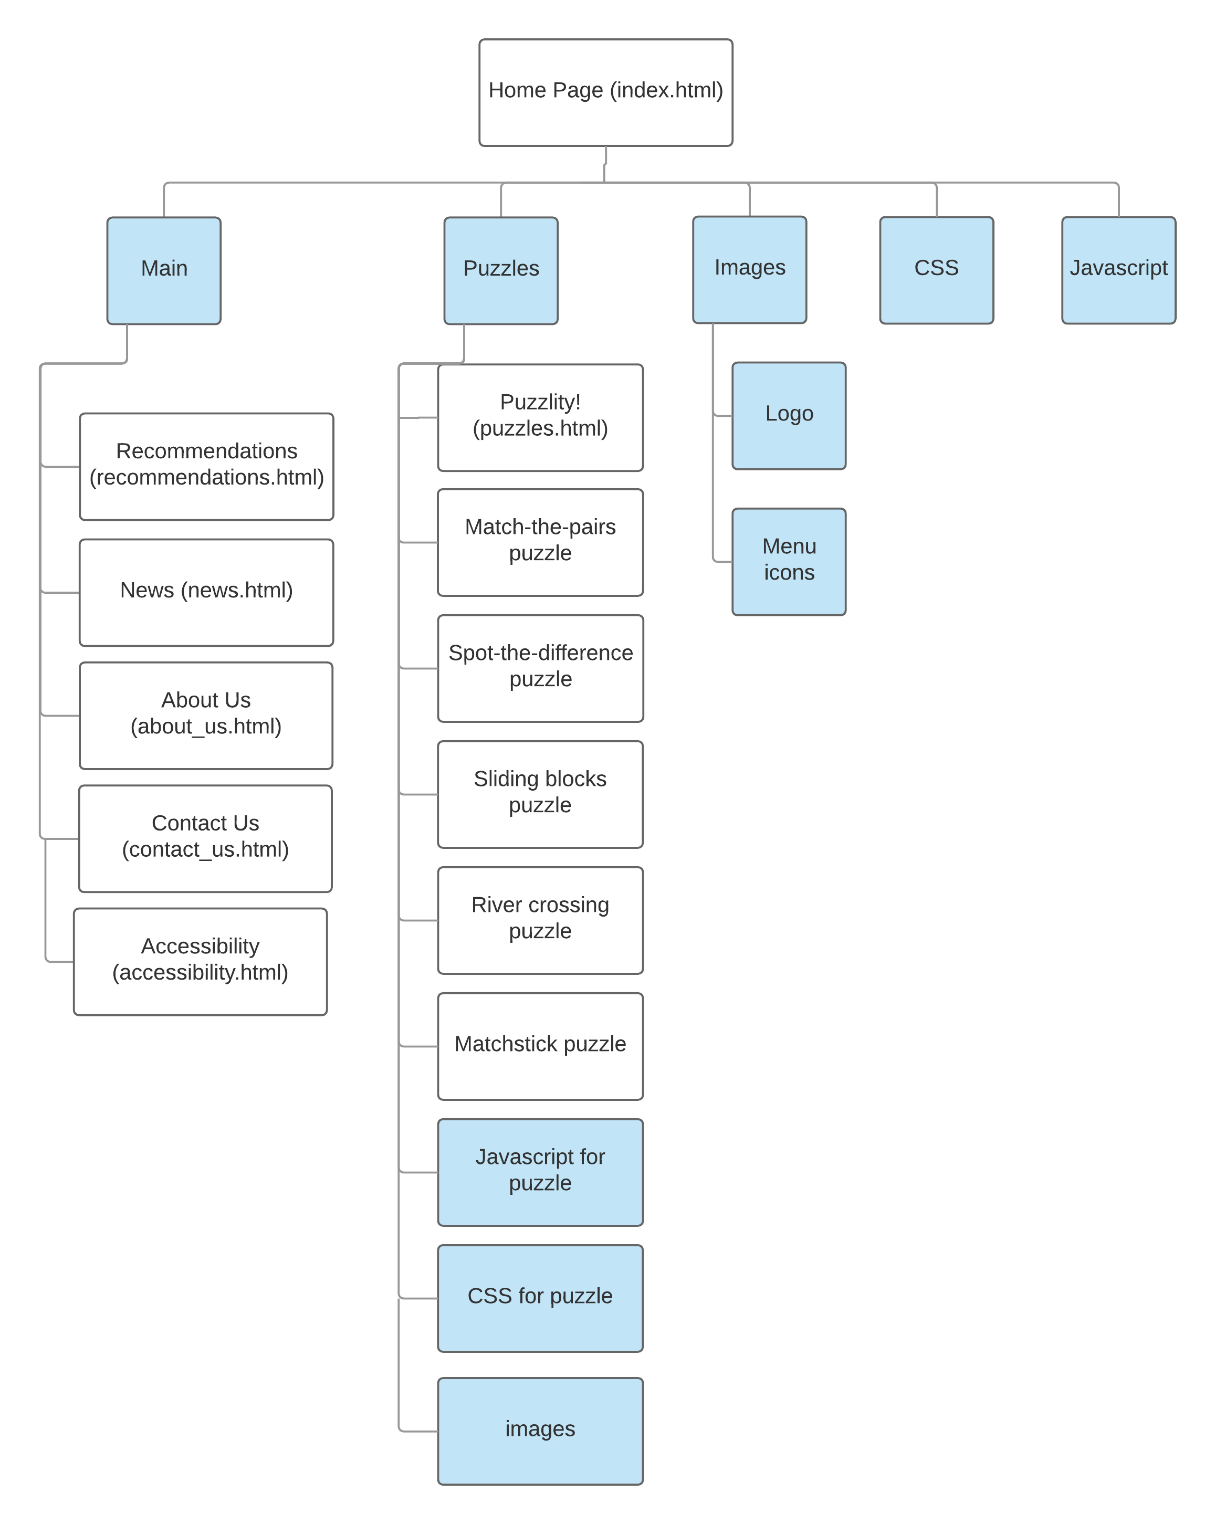 Home Page (index.html)
Main
Puzzles
Images
CSS
Javascript
Recommendations
(recommendations.html)
News (news.html)
About Us
(about_us.html)
Contact Us
(contact_us.html)
Accessibility
(accessibility.html)
Puzzlity!
(puzzles.html)
Match-the-pairs
puzzle
Spot-the-difference
puzzle
Sliding blocks
puzzle
River crossing
puzzle
Matchstick puzzle
Javascript for
puzzle
CSS for puzzle
images
Logo
Menu
icons